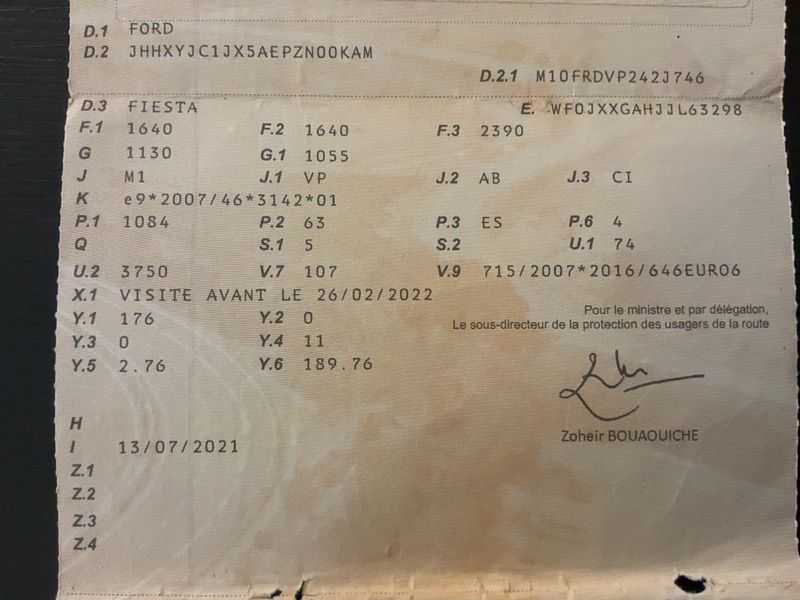 D.1 FORD
D.2 JHHXYJC1JX5AEPZNOOKAM
D.2.1 M10FRDVP242J746
D.3 FIESTA E. WF0JXXGAHJJL63298
F.1 1640 F.2 1640 F.3 2390
G 1130 G.1 1055
J M1 J.1 VP J.2 AB J.3 CI
K e9*2007/46*3142*01
P.1 1084 P.2 63 P.3 ES P.6 4
Q S.1 5 S.2 U.1 74
U.2 3750 V.7 107 V.9 715/2007*2016/646EURO6
X.1 VISITE AVANT LE 26/02/2022
Y.1 176 Y.2 0
Pour le ministre et par délégation,
Le sous-directeur de la protection des usagers de la route
Y.3 0 Y.4 11
Y.5 2.76 Y.6 189.76
H
Zoheir BOUAOUICHE
I 13/07/2021
Z.1
Z.2
Z.3
Z.4